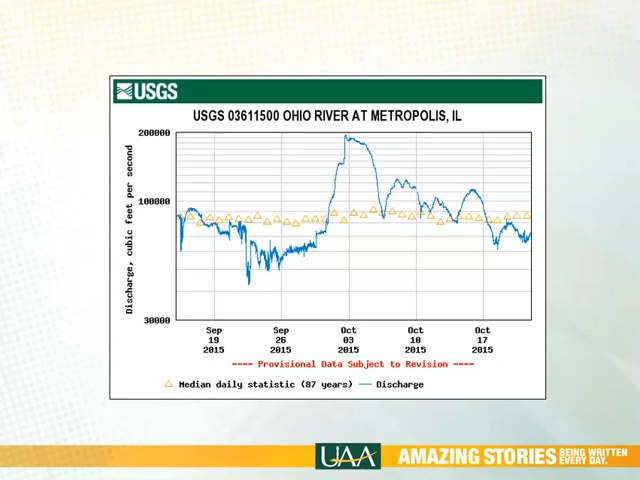 USGS
USGS 03611500 OHIO RIVER AT METROPOLIS, IL
Discharge, cubic feet per second
200000
100000
30000
Sep 19 2015
Sep 26 2015
Oct 03 2015
Oct 10 2015
Oct 17 2015
---- Provisional Data Subject to Revision ----
Median daily statistic (87 years)
Discharge
UAA
AMAZING STORIES BEING WRITTEN EVERY DAY.